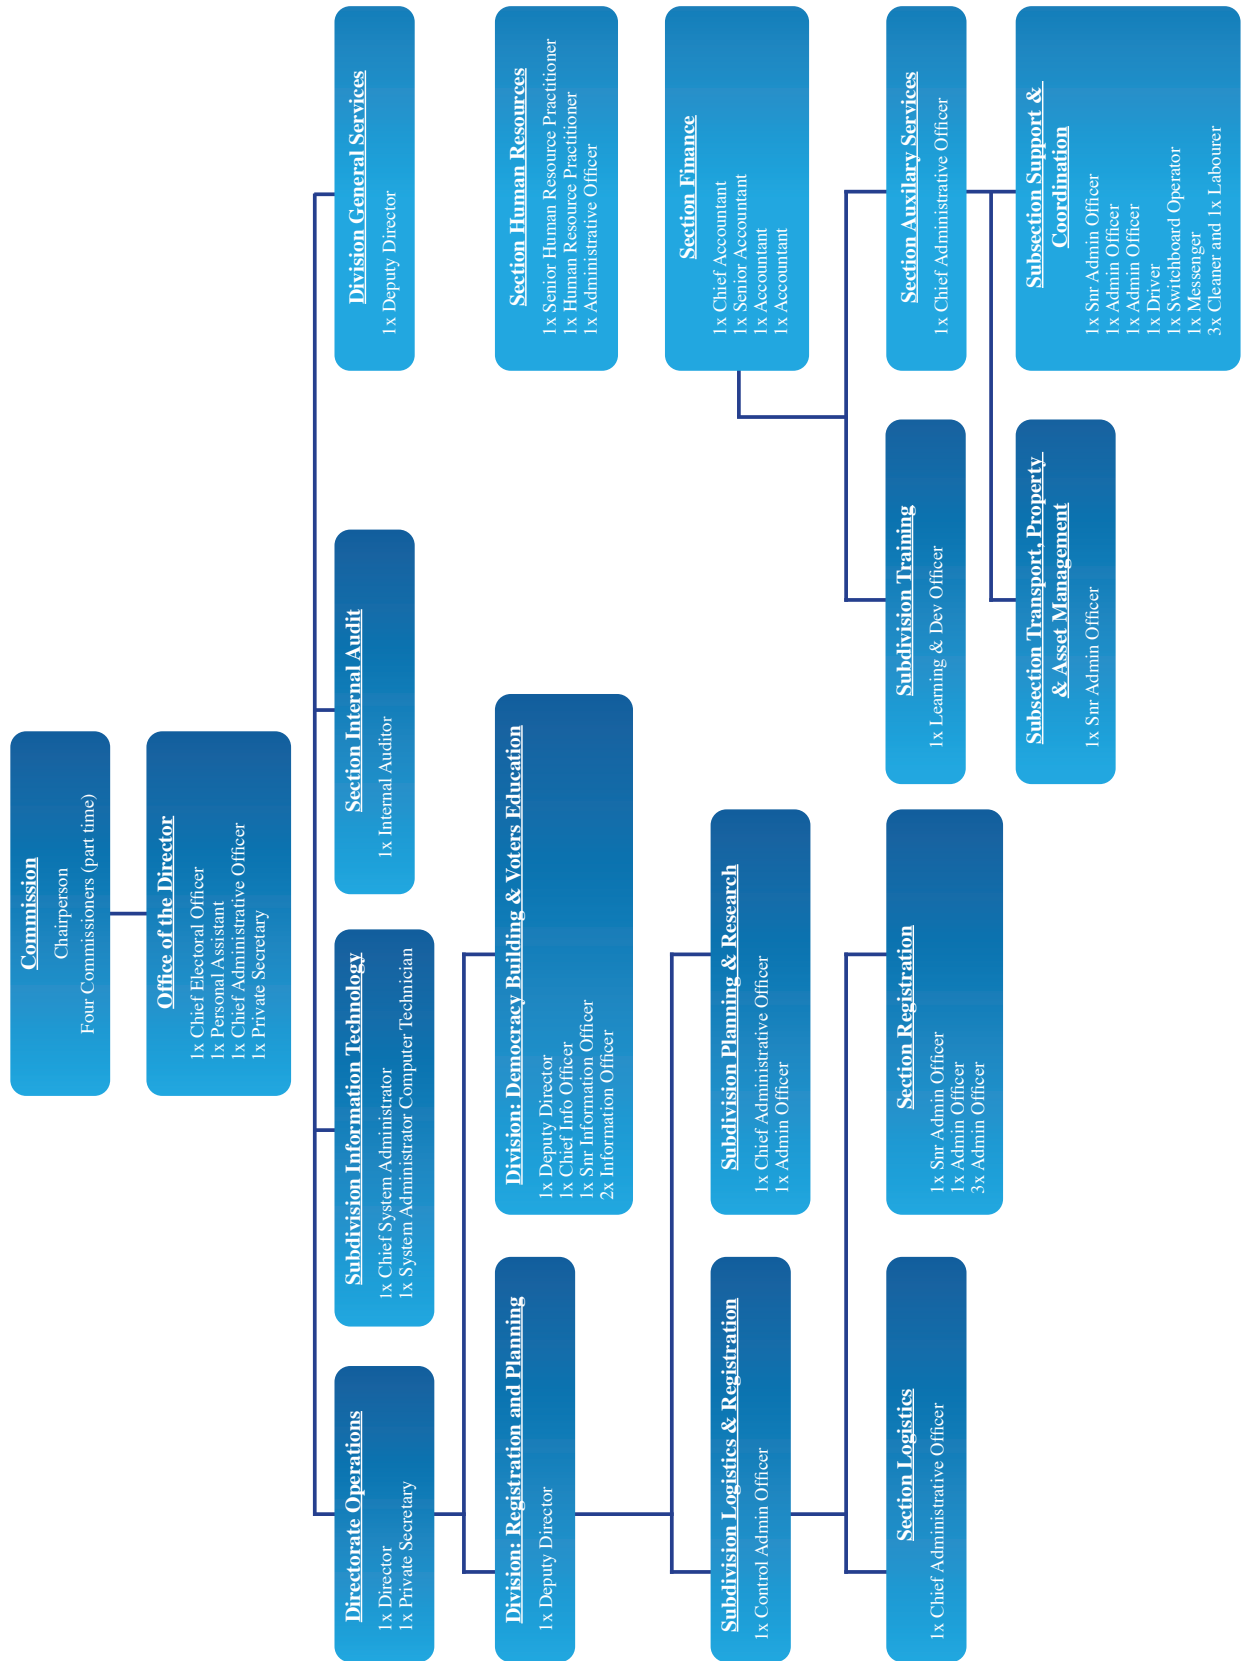 Commission
Chairperson
Four Commissioners (part time)
Office of the Director
1x Chief Electoral Officer
1x Personal Assistant
1x Chief Administrative Officer
1x Private Secretary
Directorate Operations
1x Director
1x Private Secretary
Subdivision Information Technology
1x Chief System Administrator
1x System Administrator Computer Technician
Section Internal Audit
1x Internal Auditor
Division General Services
1x Deputy Director
Division: Registration and Planning
1x Deputy Director
Division: Democracy Building & Voters Education
1x Deputy Director
1x Chief Info Officer
1x Snr Information Officer
2x Information Officer
Section Human Resources
1x Senior Human Resource Practitioner
1x Human Resource Practitioner
1x Administrative Officer
Subdivision Logistics & Registration
1x Control Admin Officer
Subdivision Planning & Research
1x Chief Administrative Officer
1x Admin Officer
Section Finance
1x Chief Accountant
1x Senior Accountant
1x Accountant
1x Accountant
Section Logistics
1x Chief Administrative Officer
Section Registration
1x Snr Admin Officer
1x Admin Officer
3x Admin Officer
Subdivision Training
1x Learning & Dev Officer
Section Auxilary Services
1x Chief Administrative Officer
Subsection Transport, Property
& Asset Management
1x Snr Admin Officer
Subsection Support &
Coordination
1x Snr Admin Officer
1x Admin Officer
1x Admin Officer
1x Driver
1x Switchboard Operator
1x Messenger
3x Cleaner and 1x Labourer